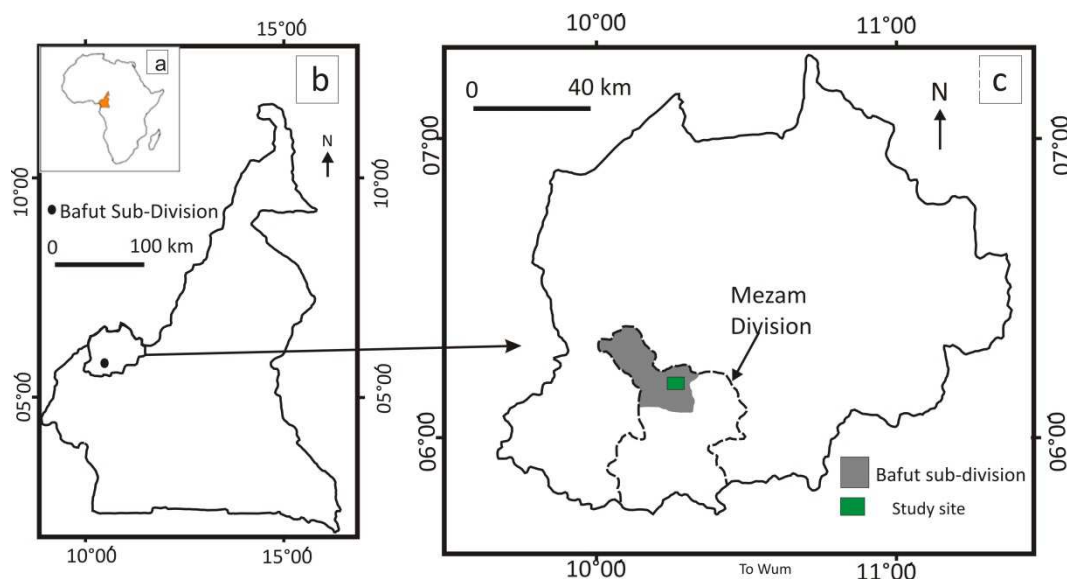 15°00́
a
b
N
10°00́
10°00́
Bafut Sub-Division
0 100 km
05°00́
05°00́
10°00́ 15°00́
10°00́ 11°00́
0 40 km
c
N
07°00́
07°00́
Mezam
Division
06°00́
06°00́
Bafut sub-division
Study site
10°00́ 11°00́
To Wum